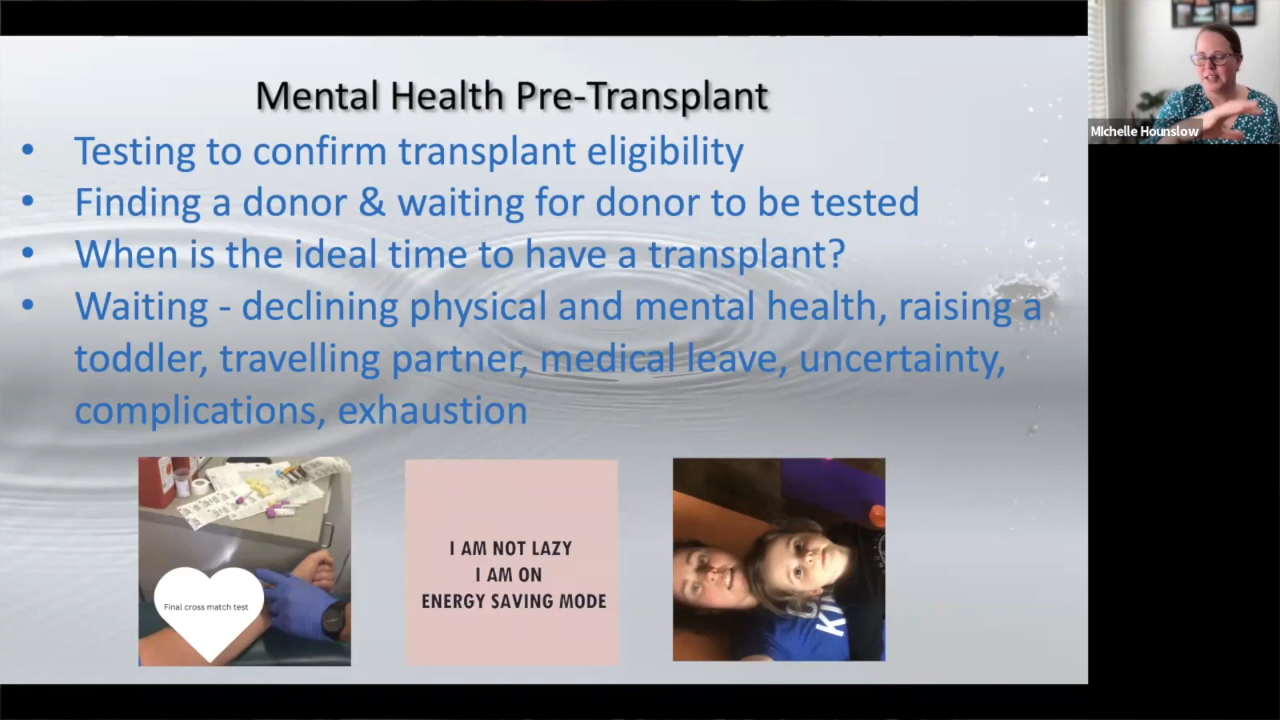 Mental Health Pre-Transplant
• Testing to confirm transplant eligibility
• Finding a donor & waiting for donor to be tested
• When is the ideal time to have a transplant?
• Waiting - declining physical and mental health, raising a
toddler, travelling partner, medical leave, uncertainty,
complications, exhaustion
Final cross match test
I AM NOT LAZY
I AM ON
ENERGY SAVING MODE
Michelle Hounslow